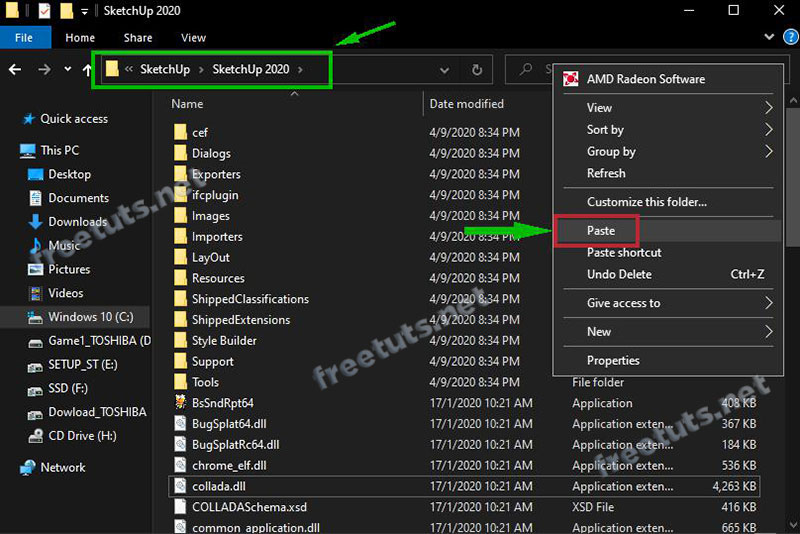 SketchUp 2020
File Home Share View
« SketchUp › SketchUp 2020 ›
Name Date modified
Quick access
This PC
Desktop
Documents
Downloads
Music
Pictures
Videos
Windows 10 (C:)
Game1_TOSHIBA (D
SETUP_ST (E:)
SSD (F:)
Dowload_TOSHIBA
CD Drive (H:)
Network
cef 4/9/2020 8:34 PM
Dialogs 4/9/2020 8:34 PM
Exporters 4/9/2020 8:34 PM
ifcplugin 4/9/2020 8:34 PM
Images 4/9/2020 8:34 PM
Importers 4/9/2020 8:34 PM
LayOut 4/9/2020 8:34 PM
Resources 4/9/2020 8:34 PM
ShippedClassifications 4/9/2020 8:34 PM
ShippedExtensions 4/9/2020 8:34 PM
Style Builder 4/9/2020 8:34 PM
Support 4/9/2020 8:34 PM
Tools 4/9/2020 8:34 PM File folder
BsSndRpt64 17/1/2020 10:21 AM Application 408 KB
BugSplat64.dll 17/1/2020 10:21 AM Application exten... 367 KB
BugSplatRc64.dll 17/1/2020 10:21 AM Application exten... 184 KB
chrome_elf.dll 17/1/2020 10:21 AM Application exten... 536 KB
collada.dll 17/1/2020 10:21 AM Application exten... 4,263 KB
COLLADASchema.xsd 17/1/2020 10:21 AM XSD File 416 KB
common_application.dll 17/1/2020 10:21 AM Application exten... 665 KB
AMD Radeon Software
View
Sort by
Group by
Refresh
Customize this folder...
Paste
Paste shortcut
Undo Delete Ctrl+Z
Give access to
New
Properties
freetuts.net
freetuts.net
freetuts.net